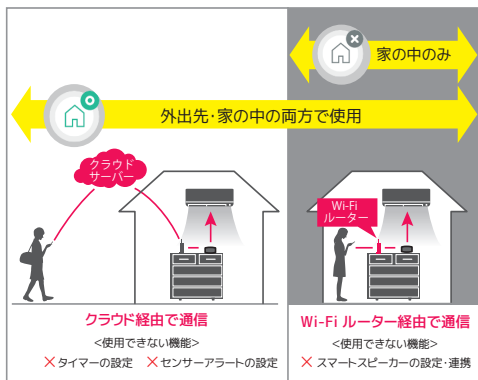 家の中のみ
外出先・家の中の両方で使用
クラウド
サーバー
Wi-Fi
ルーター
クラウド経由で通信
<使用できない機能>
×タイマーの設定 ×センサーアラートの設定
Wi-Fi ルーター経由で通信
<使用できない機能>
× スマートスピーカーの設定・連携